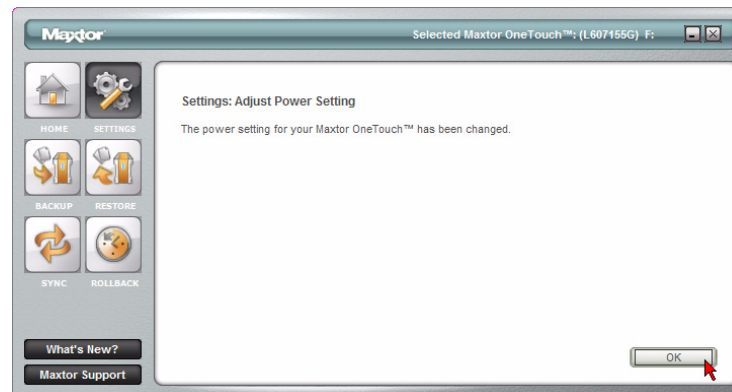 Maxtor
Selected Maxtor OneTouch™: (L607155G) F:
HOME SETTINGS
BACKUP RESTORE
SYNC ROLLBACK
What's New?
Maxtor Support
Settings: Adjust Power Setting
The power setting for your Maxtor OneTouch™ has been changed.
OK